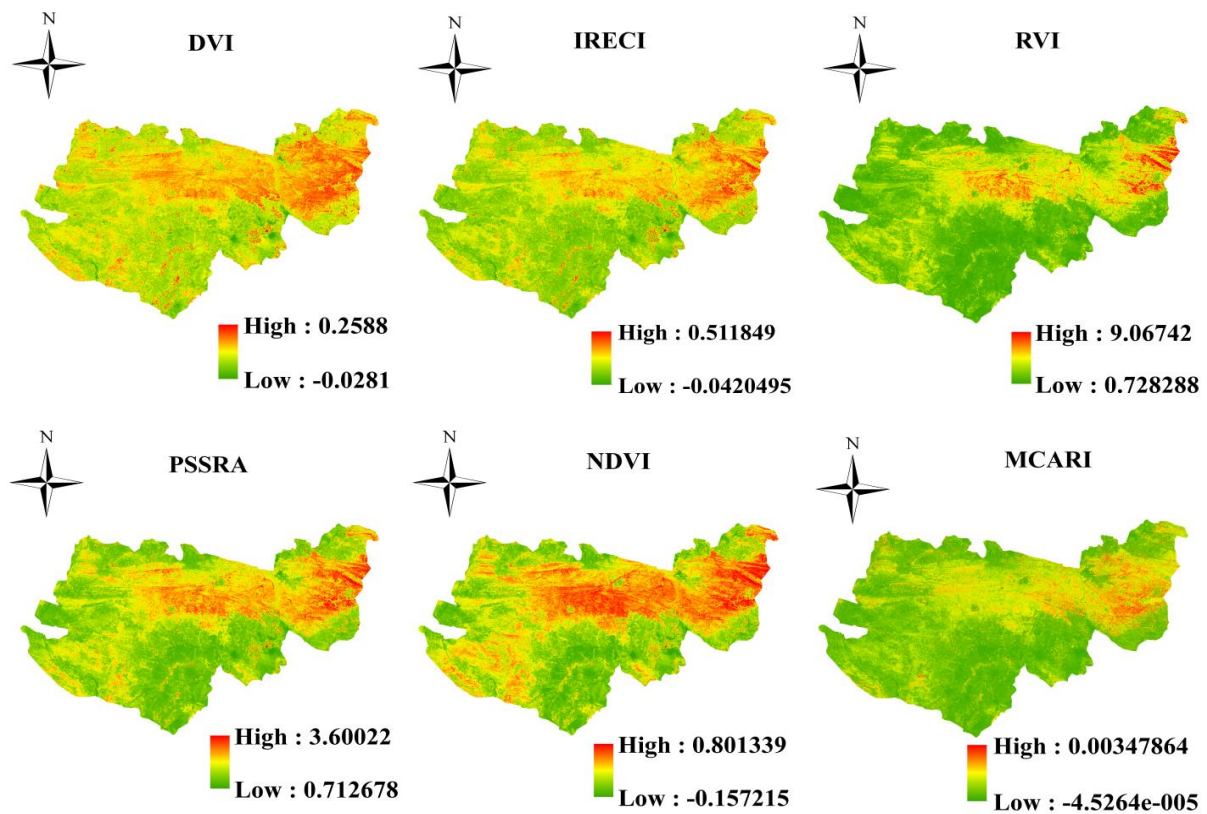 N
DVI
N
IRECI
N
RVI
High : 0.2588
Low : -0.0281
High : 0.511849
Low : -0.0420495
High : 9.06742
Low : 0.728288
N
PSSRA
N
NDVI
N
MCARI
High : 3.60022
Low : 0.712678
High : 0.801339
Low : -0.157215
High : 0.00347864
Low : -4.5264e-005